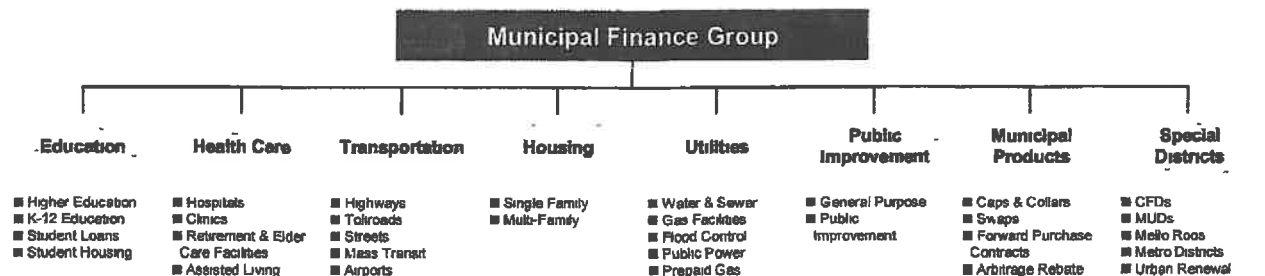 Municipal Finance Group
Education
Health Care
Transportation
Housing
Utilities
Public
Improvement
Municipal
Products
Special
Districts
■ Higher Education
■ K-12 Education
■ Student Loans
■ Student Housing
■ Hospitals
■ Clinics
■ Retirement & Elder
Care Facilities
■ Assisted Living
■ Highways
■ Tollroads
■ Streets
■ Mass Transit
■ Airports
■ Single Family
■ Multi-Family
■ Water & Sewer
■ Gas Facilities
■ Flood Control
■ Public Power
■ Prepaid Gas
■ General Purpose
■ Public
Improvement
■ Caps & Collars
■ Swaps
■ Forward Purchase
Contracts
■ Arbitrage Rebate
■ CFDs
■ MUDs
■ Mello Roos
■ Metro Districts
■ Urban Renewal